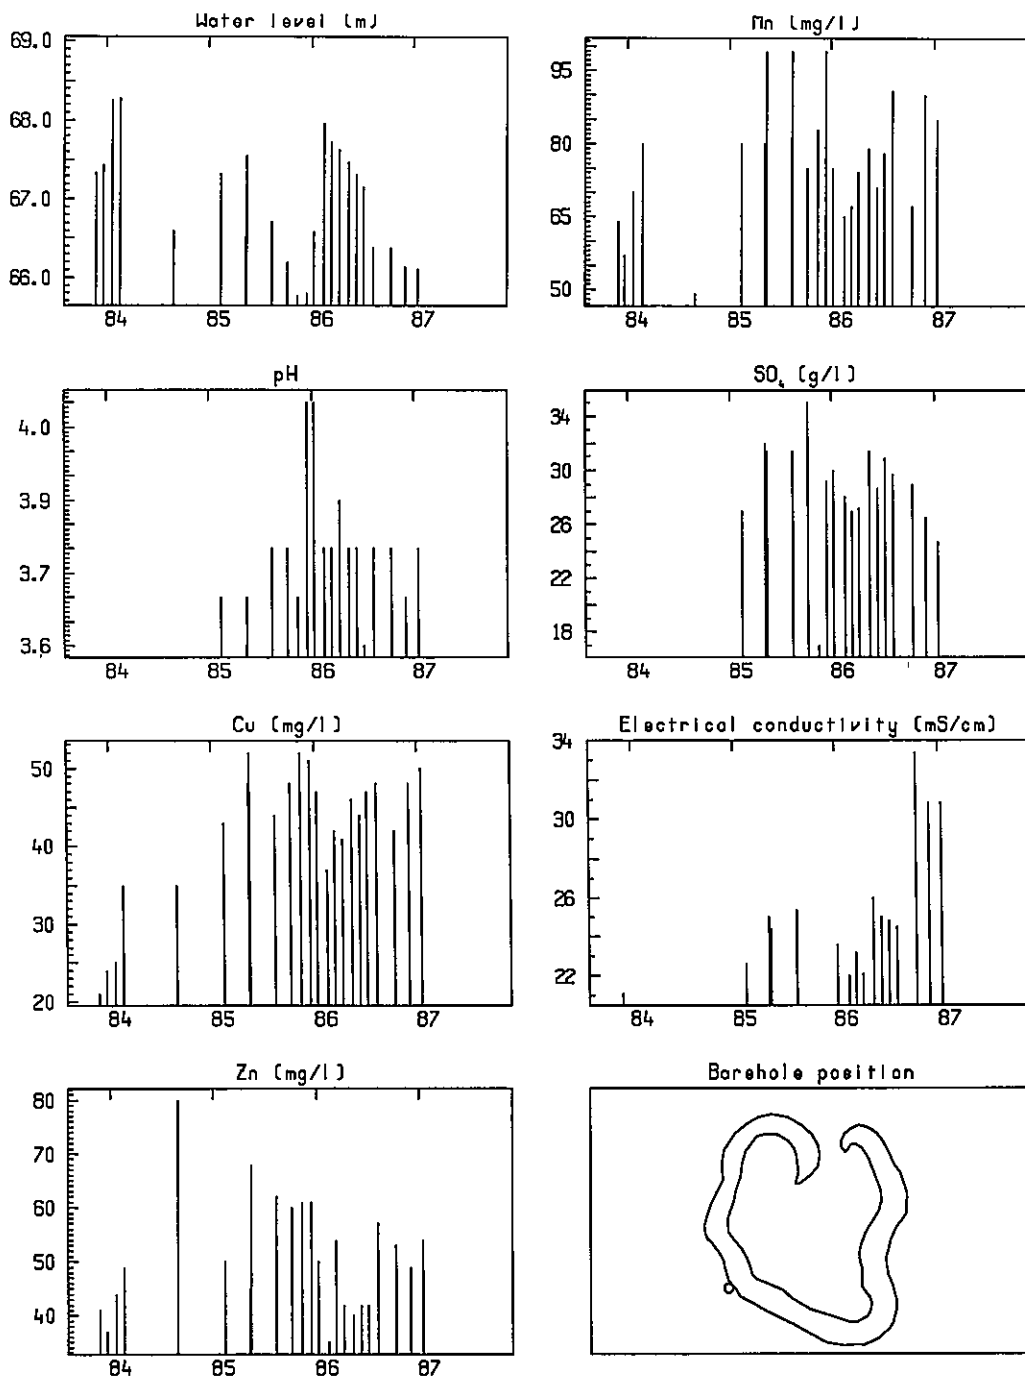 Water level (m)
69.0
68.0
67.0
66.0
84 85 86 87
Mn (mg/l)
95
80
65
50
84 85 86 87
pH
4.0
3.9
3.7
3.6
84 85 86 87
SO₄ (g/l)
34
30
26
22
18
84 85 86 87
Cu (mg/l)
50
40
30
20
84 85 86 87
Electrical conductivity (mS/cm)
34
30
26
22
84 85 86 87
Zn (mg/l)
80
70
60
50
40
84 85 86 87
Borehole position